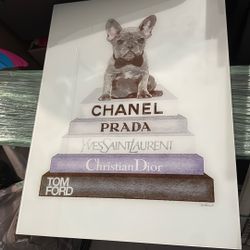 CHANEL
PRADA
YVESSAINTLAURENT
Christian Dior
TOM
FORD